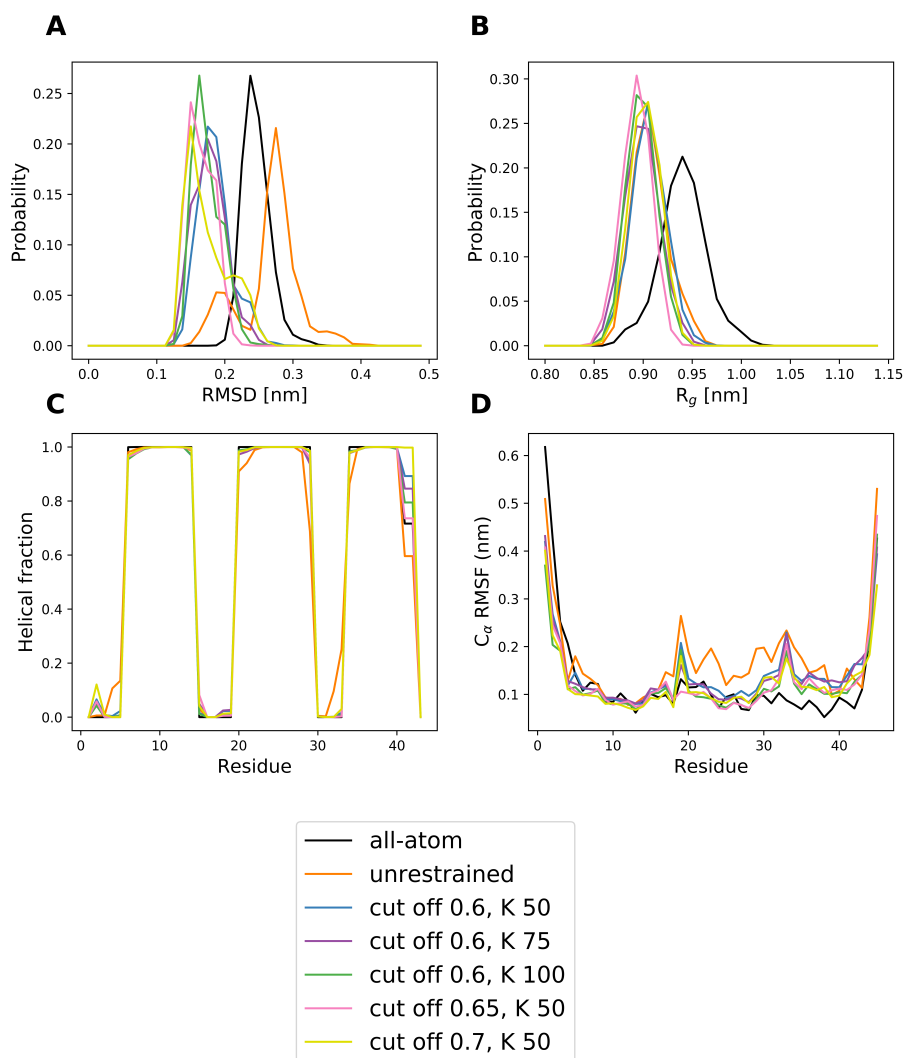 A
B
0.25
0.20
0.15
0.10
0.05
0.00
Probability
0.0 0.1 0.2 0.3 0.4 0.5
RMSD [nm]
0.30
0.25
0.20
0.15
0.10
0.05
0.00
Probability
0.80 0.85 0.90 0.95 1.00 1.05 1.10 1.15
Rg [nm]
C
D
1.0
0.8
0.6
0.4
0.2
0.0
Helical fraction
0 10 20 30 40
Residue
0.6
0.5
0.4
0.3
0.2
0.1
Cα RMSF (nm)
0 10 20 30 40
Residue
all-atom
unrestrained
cut off 0.6, K 50
cut off 0.6, K 75
cut off 0.6, K 100
cut off 0.65, K 50
cut off 0.7, K 50